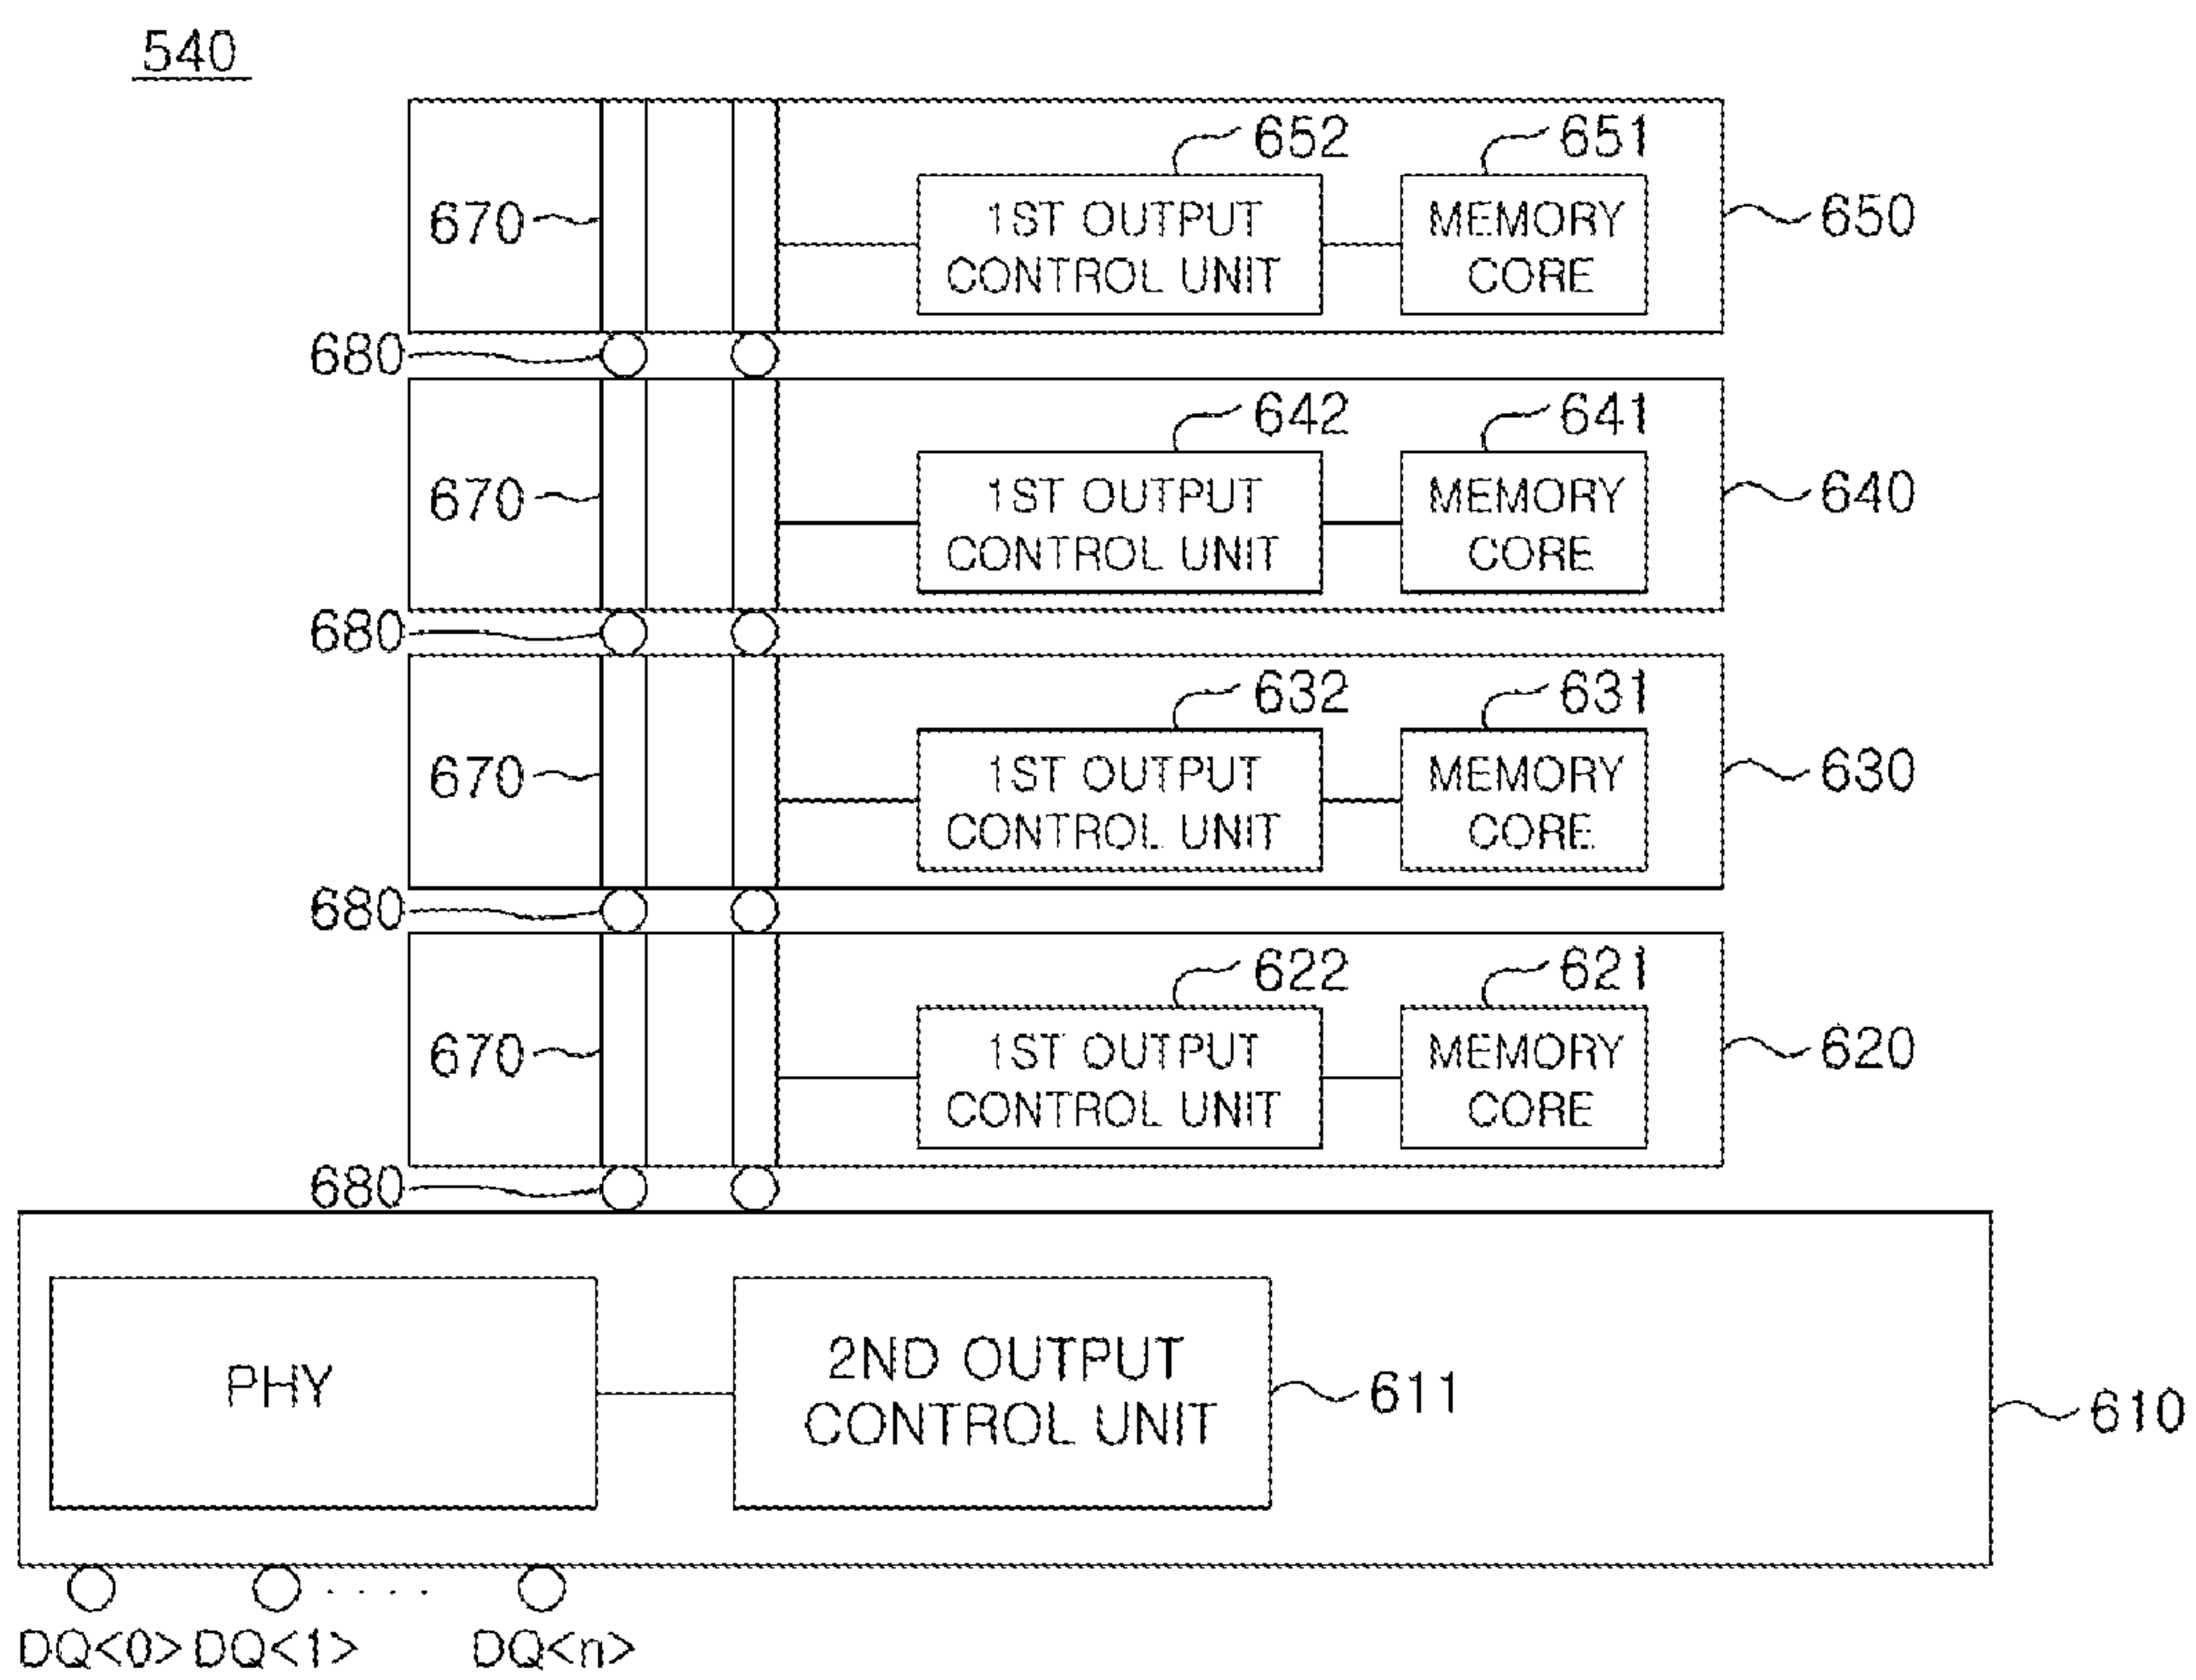 540
652
651
670
1ST OUTPUT
CONTROL UNIT
MEMORY
CORE
650
680
642
641
670
1ST OUTPUT
CONTROL UNIT
MEMORY
CORE
640
680
632
631
670
1ST OUTPUT
CONTROL UNIT
MEMORY
CORE
630
680
622
621
670
1ST OUTPUT
CONTROL UNIT
MEMORY
CORE
620
680
PHY
2ND OUTPUT
CONTROL UNIT
611
610
. . . .
DQ<0> DQ<1> DQ<n>